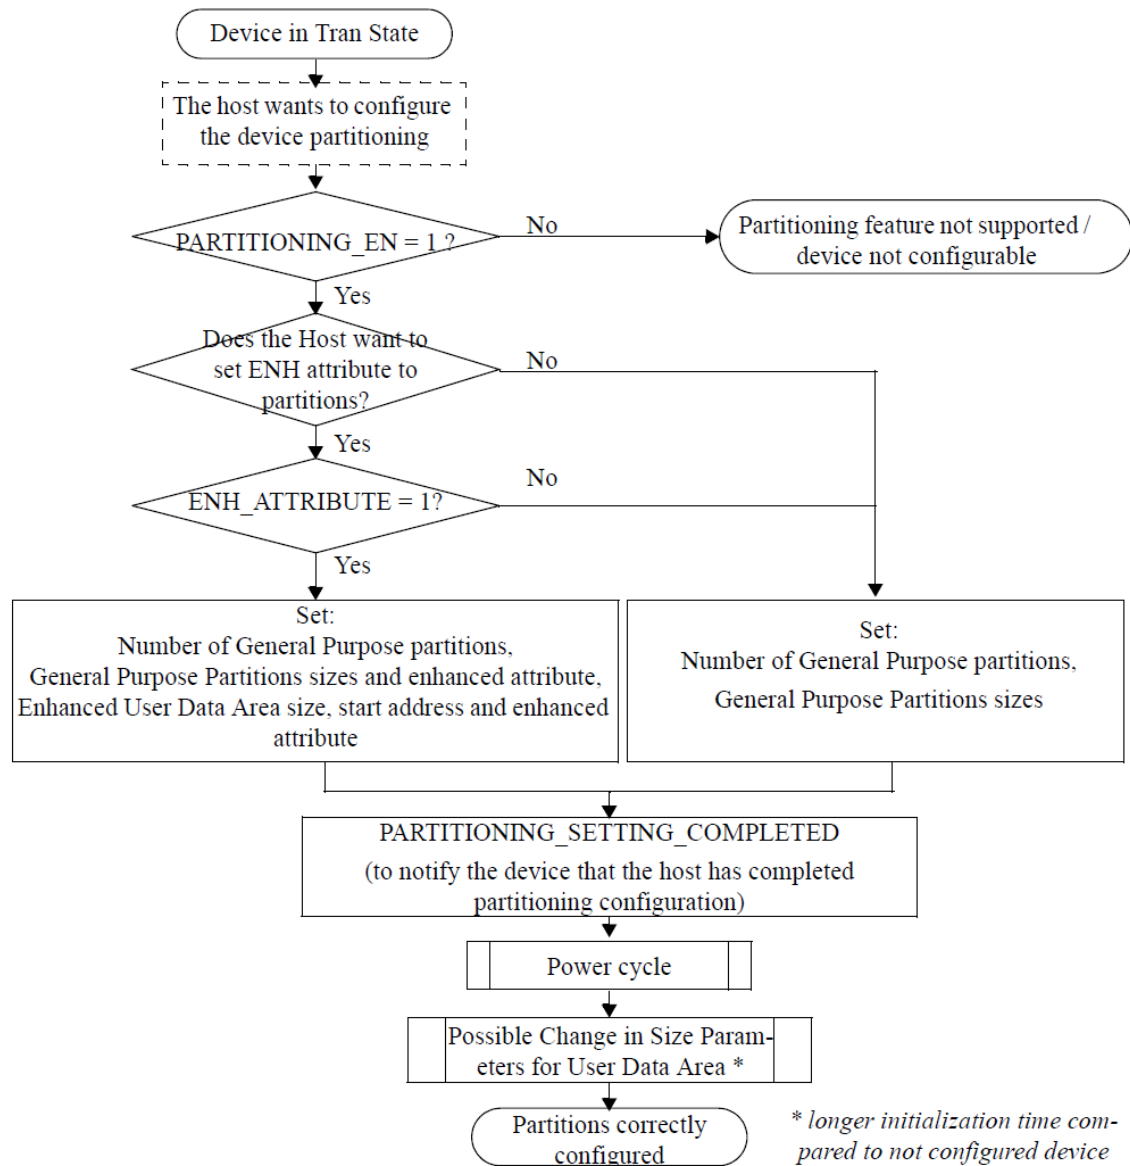 Device in Tran State
The host wants to configure
the device partitioning
PARTITIONING_EN = 1 ?
No
Partitioning feature not supported /
device not configurable
Yes
Does the Host want to
set ENH attribute to
partitions?
No
Yes
ENH_ATTRIBUTE = 1?
No
Yes
Set:
Number of General Purpose partitions,
General Purpose Partitions sizes and enhanced attribute,
Enhanced User Data Area size, start address and enhanced
attribute
Set:
Number of General Purpose partitions,
General Purpose Partitions sizes
PARTITIONING_SETTING_COMPLETED
(to notify the device that the host has completed
partitioning configuration)
Power cycle
Possible Change in Size Param-
eters for User Data Area *
Partitions correctly
configured
* longer initialization time com-
pared to not configured device